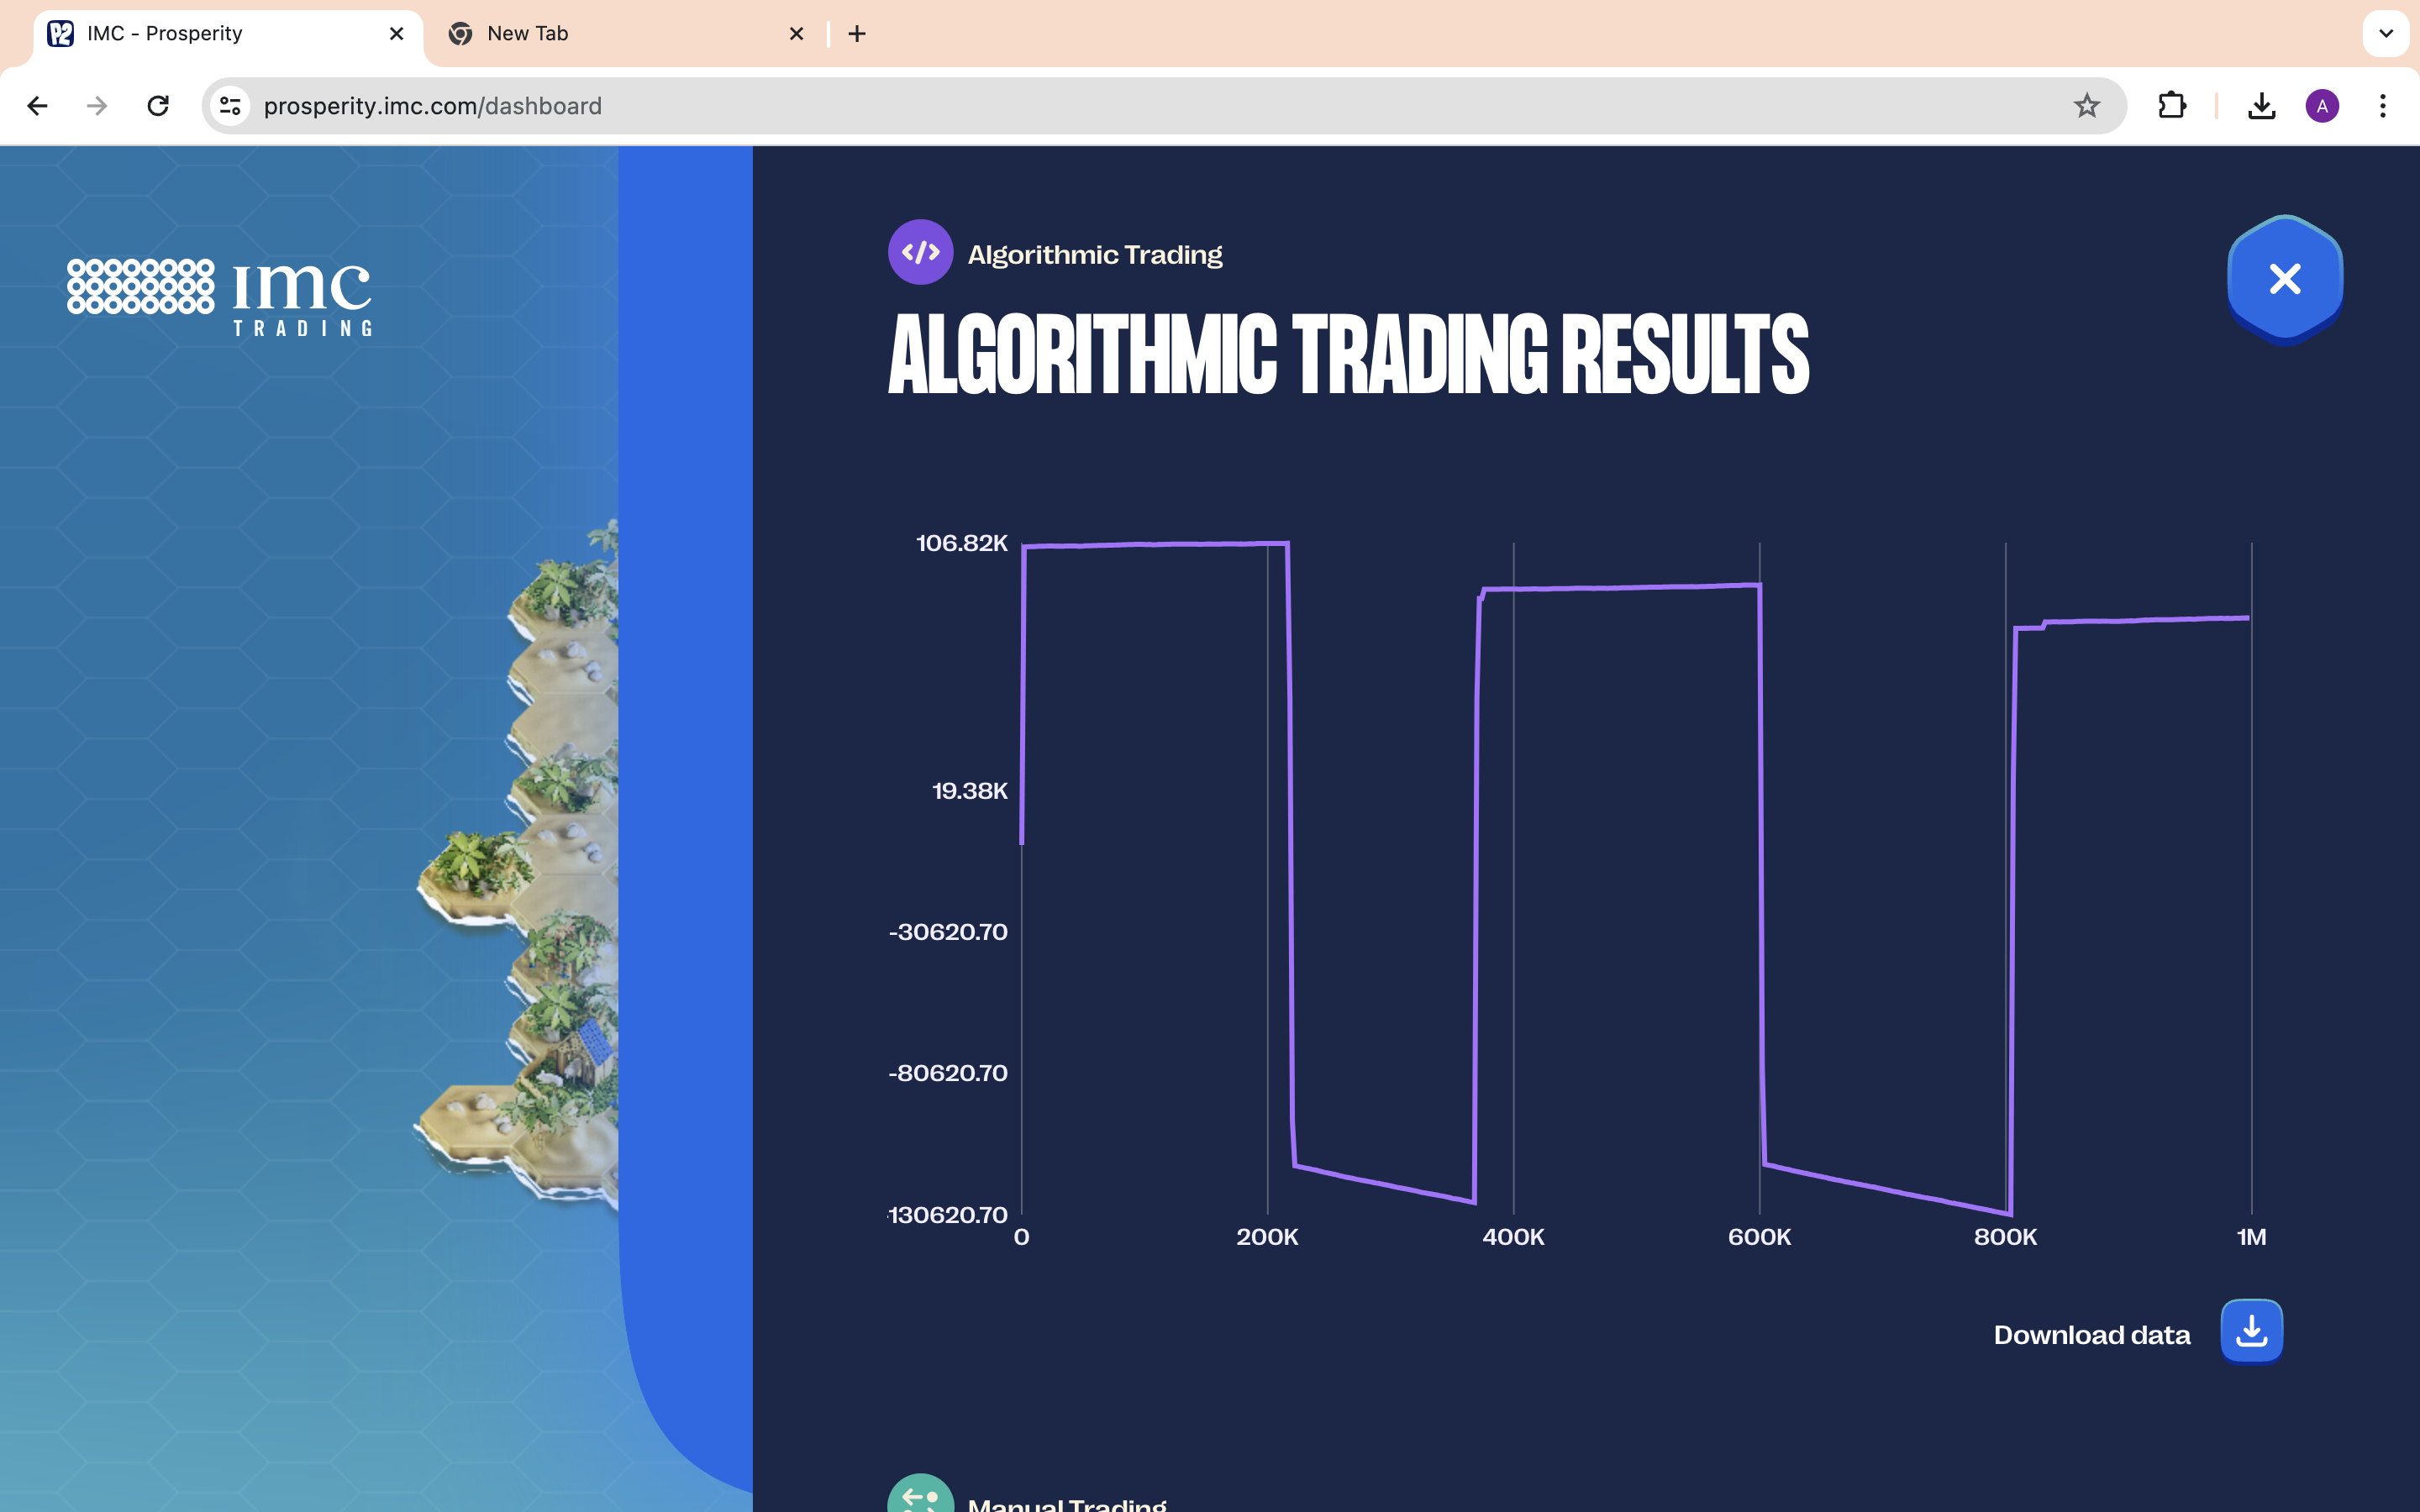 IMC - Prosperity
New Tab
prosperity.imc.com/dashboard
A
imc
TRADING
Algorithmic Trading
ALGORITHMIC TRADING RESULTS
106.82K
19.38K
-30620.70
-80620.70
-130620.70
0 200K 400K 600K 800K 1M
Download data
Manual Trading